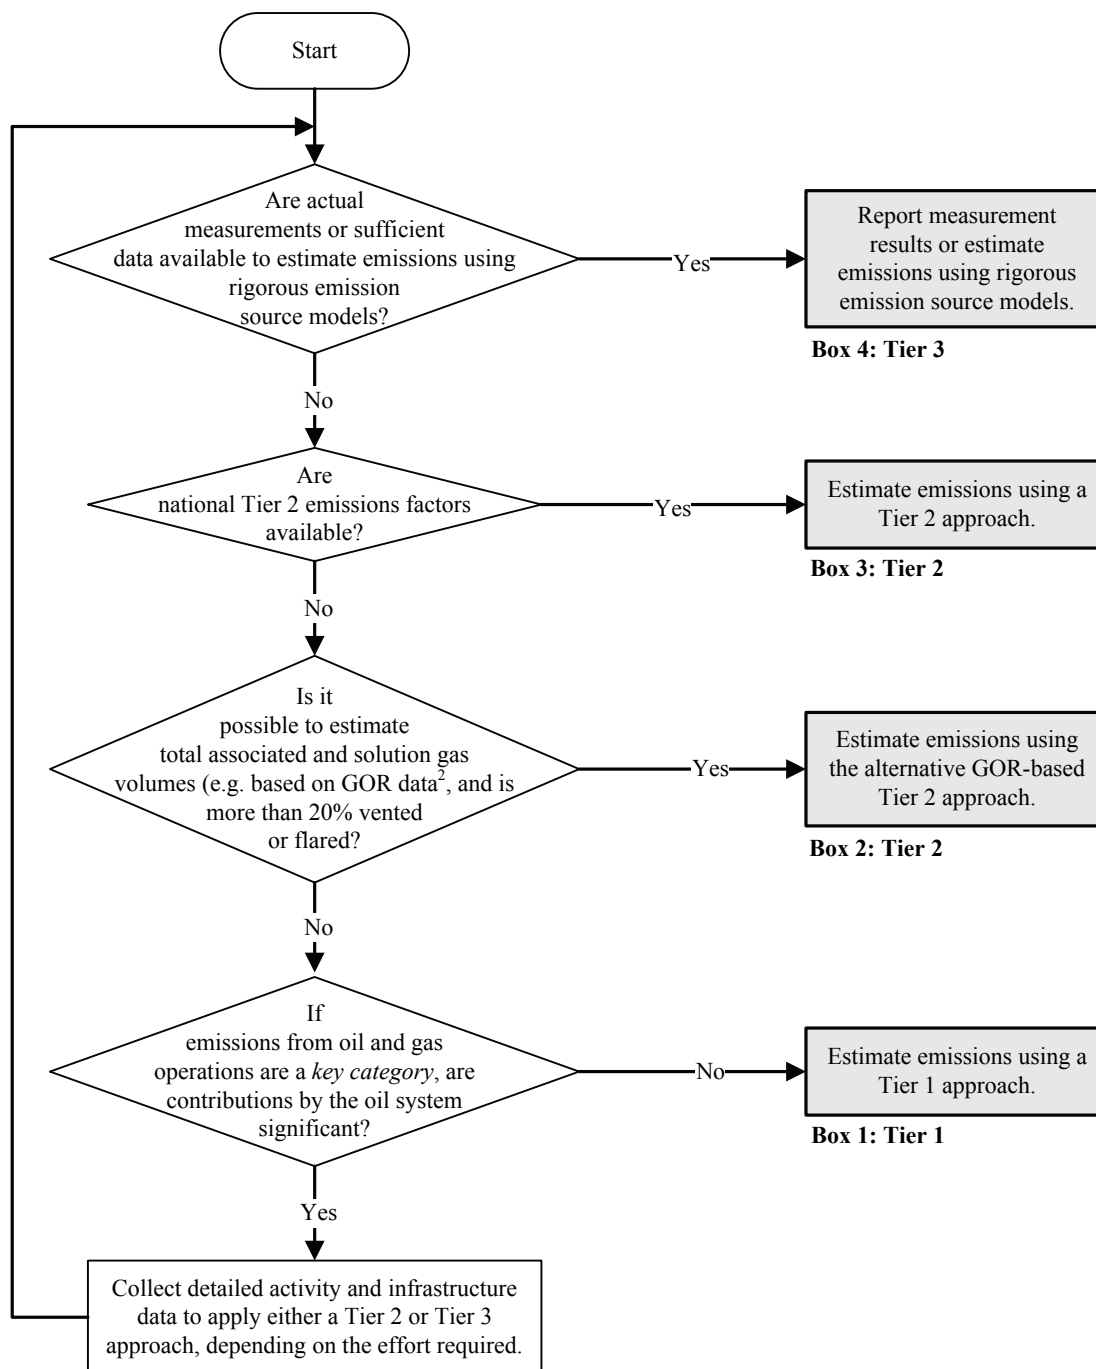 Start
Are actual
measurements or sufficient
data available to estimate emissions using
rigorous emission
source models?
Yes
Report measurement
results or estimate
emissions using rigorous
emission source models.
Box 4: Tier 3
No
Are
national Tier 2 emissions factors
available?
Yes
Estimate emissions using a
Tier 2 approach.
Box 3: Tier 2
No
Is it
possible to estimate
total associated and solution gas
volumes (e.g. based on GOR data², and is
more than 20% vented
or flared?
Yes
Estimate emissions using
the alternative GOR-based
Tier 2 approach.
Box 2: Tier 2
No
If
emissions from oil and gas
operations are a key category, are
contributions by the oil system
significant?
No
Estimate emissions using a
Tier 1 approach.
Box 1: Tier 1
Yes
Collect detailed activity and infrastructure
data to apply either a Tier 2 or Tier 3
approach, depending on the effort required.